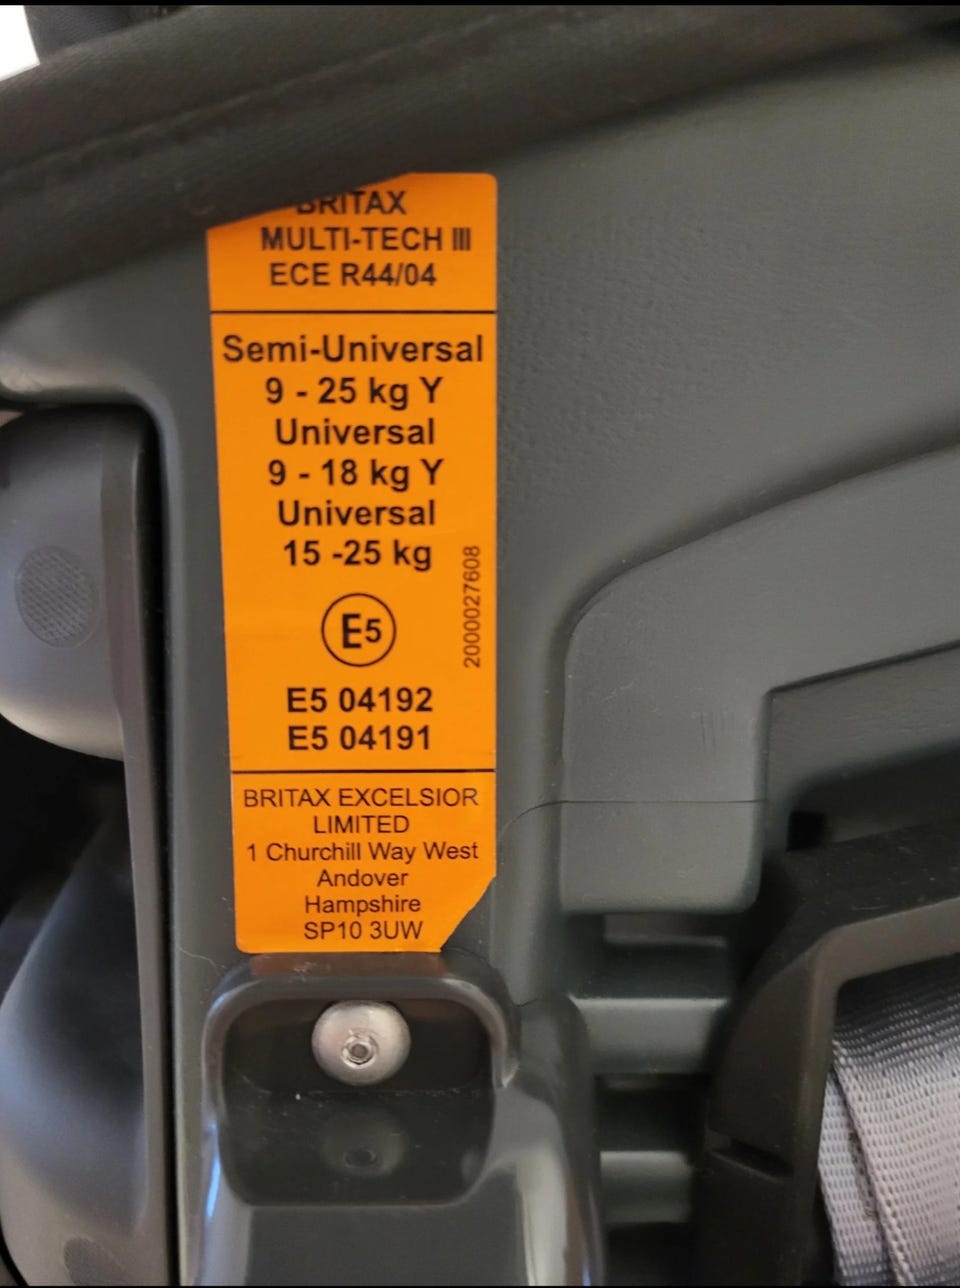 BRITAX
MULTI-TECH III
ECE R44/04
Semi-Universal
9 - 25 kg Y
Universal
9 - 18 kg Y
Universal
15 -25 kg
2000027608
E5
E5 04192
E5 04191
BRITAX EXCELSIOR
LIMITED
1 Churchill Way West
Andover
Hampshire
SP10 3UW